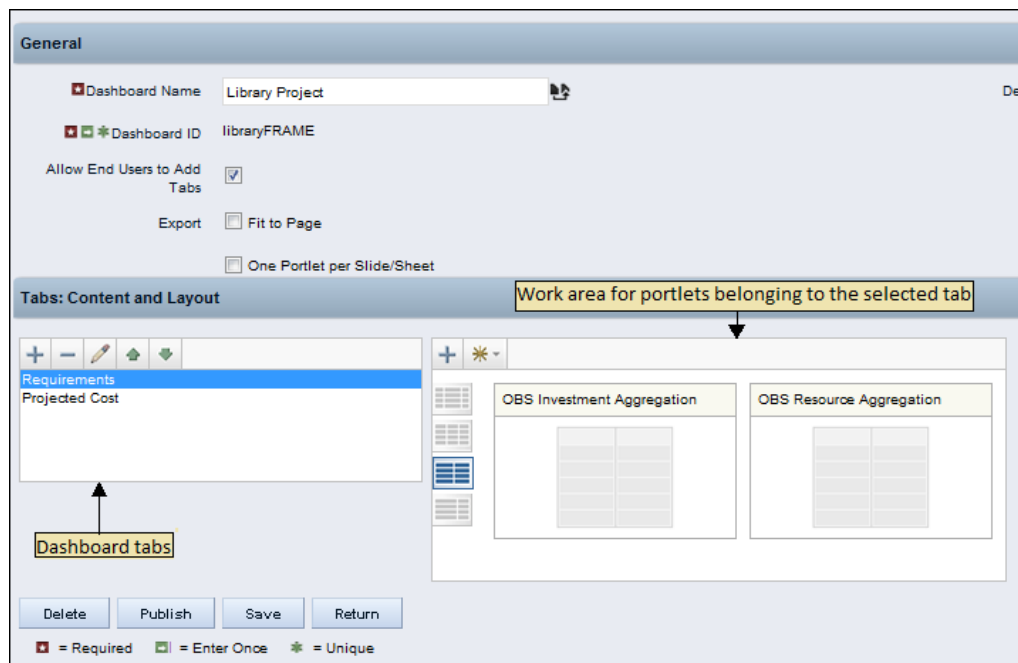 General
Dashboard Name
Library Project
De
Dashboard ID
libraryFRAME
Allow End Users to Add
Tabs
Export
Fit to Page
One Portlet per Slide/Sheet
Tabs: Content and Layout
Work area for portlets belonging to the selected tab
Requirements
Projected Cost
OBS Investment Aggregation
OBS Resource Aggregation
Dashboard tabs
Delete
Publish
Save
Return
= Required
= Enter Once
= Unique